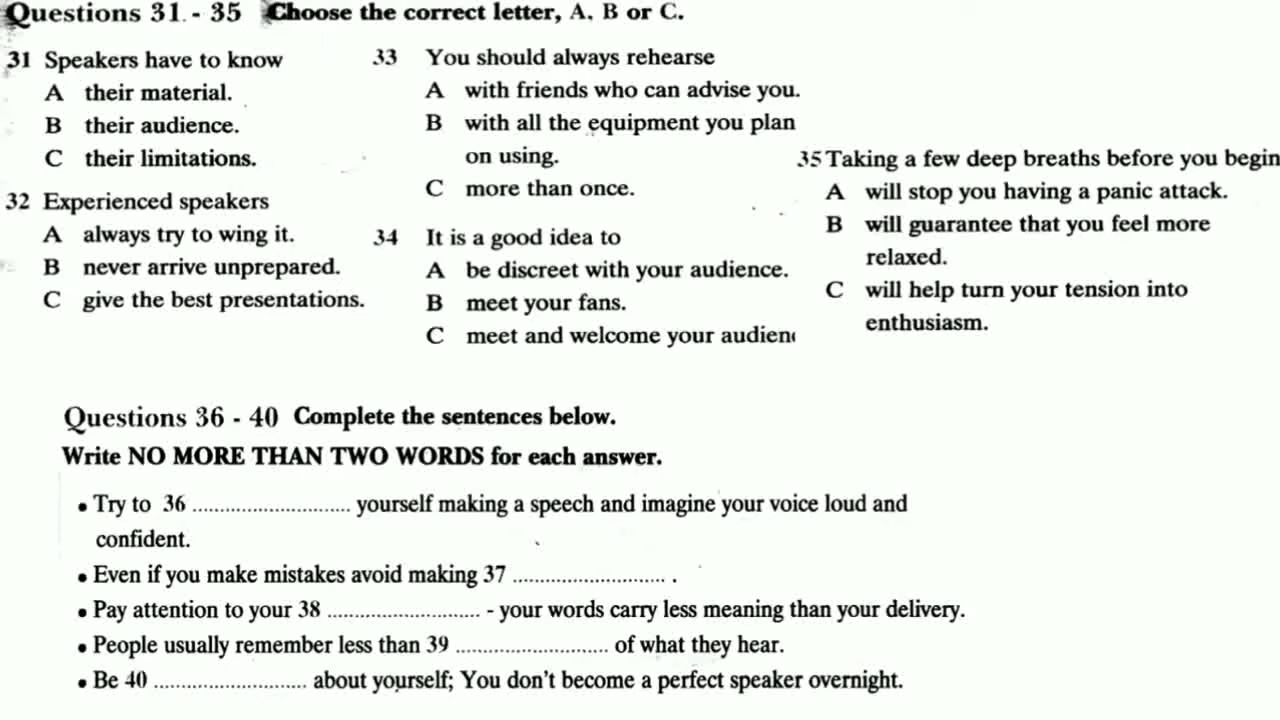 Questions 31 - 35 Choose the correct letter, A. B or C.
31 Speakers have to know
A their material.
B their audience.
C their limitations.
32 Experienced speakers
A always try to wing it.
B never arrive unprepared.
C give the best presentations.
33 You should always rehearse
A with friends who can advise you.
B with all the equipment you plan
on using.
C more than once.
34 It is a good idea to
A be discreet with your audience.
B meet your fans.
C meet and welcome your
35 Taking a few deep breaths before you begin
A will stop you having a panic attack.
B will guarantee that you feel more
relaxed.
C will help turn your tension into
enthusiasm.
Questions 36 - 40 Complete the sentences below.
Write NO MORE THAN TWO WORDS for each answer.
• Try to 36 ............................ yourself making a speech and imagine your voice loud and
confident.
• Even if you make mistakes avoid making 37 ........................... .
• Pay attention to your 38 ........................... - your words carry less meaning than your delivery.
• People usually remember less than 39 ........................... of what they hear.
• Be 40 ........................... about yourself; You don't become a perfect speaker overnight.